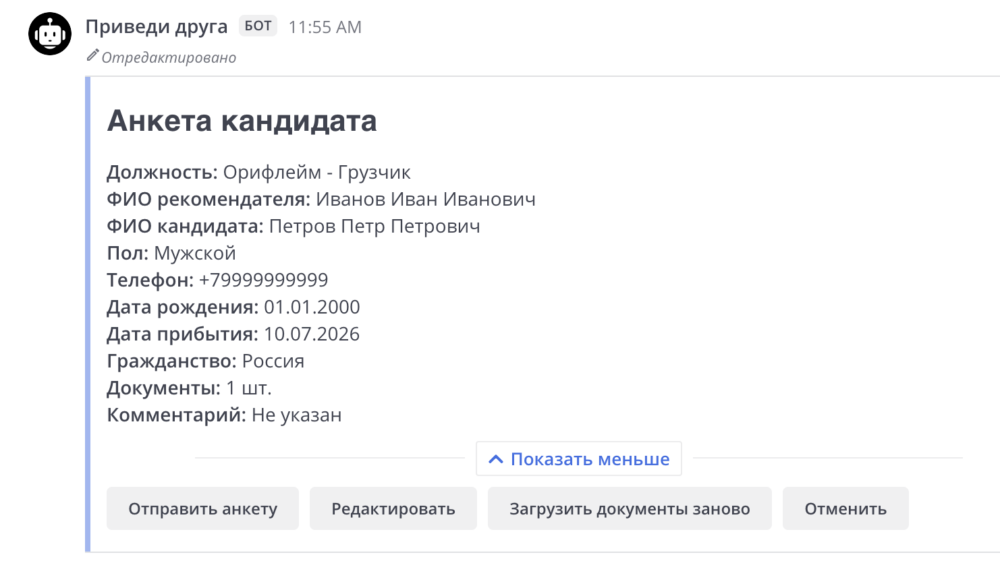 Приведи друга БОТ 11:55 AM
Отредактировано
Анкета кандидата
Должность: Орифлейм - Грузчик
ФИО рекомендателя: Иванов Иван Иванович
ФИО кандидата: Петров Петр Петрович
Пол: Мужской
Телефон: +79999999999
Дата рождения: 01.01.2000
Дата прибытия: 10.07.2026
Гражданство: Россия
Документы: 1 шт.
Комментарий: Не указан
Показать меньше
Отправить анкету Редактировать Загрузить документы заново Отменить